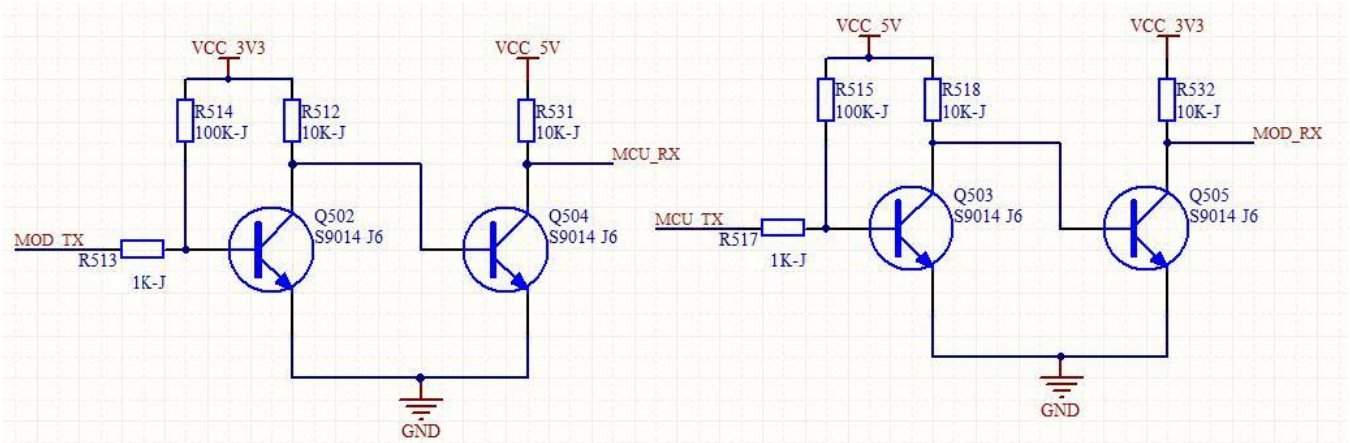 VCC_3V3
VCC_5V
R514
100K-J
R512
10K-J
R531
10K-J
MCU_RX
Q502
S9014 J6
Q504
S9014 J6
MOD_TX
R513
1K-J
GND
VCC_5V
VCC_3V3
R515
100K-J
R518
10K-J
R532
10K-J
MOD_RX
Q503
S9014 J6
Q505
S9014 J6
MCU_TX
R517
1K-J
GND